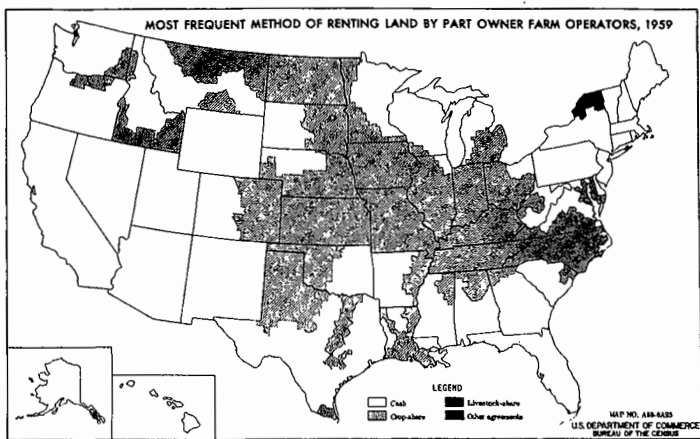 MOST FREQUENT METHOD OF RENTING LAND BY PART OWNER FARM OPERATORS, 1959
LEGEND
Cash
Livestock-share
Crop-share
Other agreements
MAP NO. A59-A25
U.S. DEPARTMENT OF COMMERCE
BUREAU OF THE CENSUS